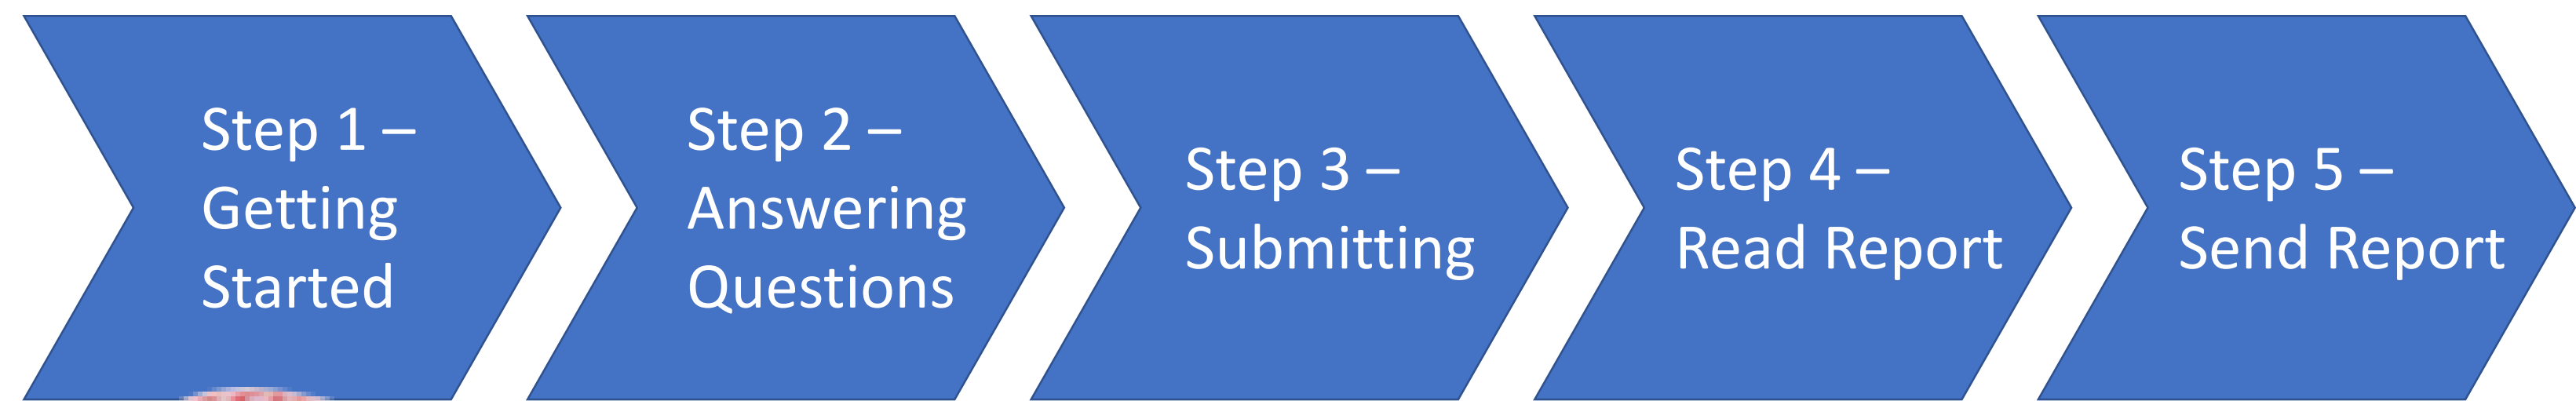 Step 1 –
Getting
Started
Step 2 –
Answering
Questions
Step 3 –
Submitting
Step 4 –
Read Report
Step 5 –
Send Report